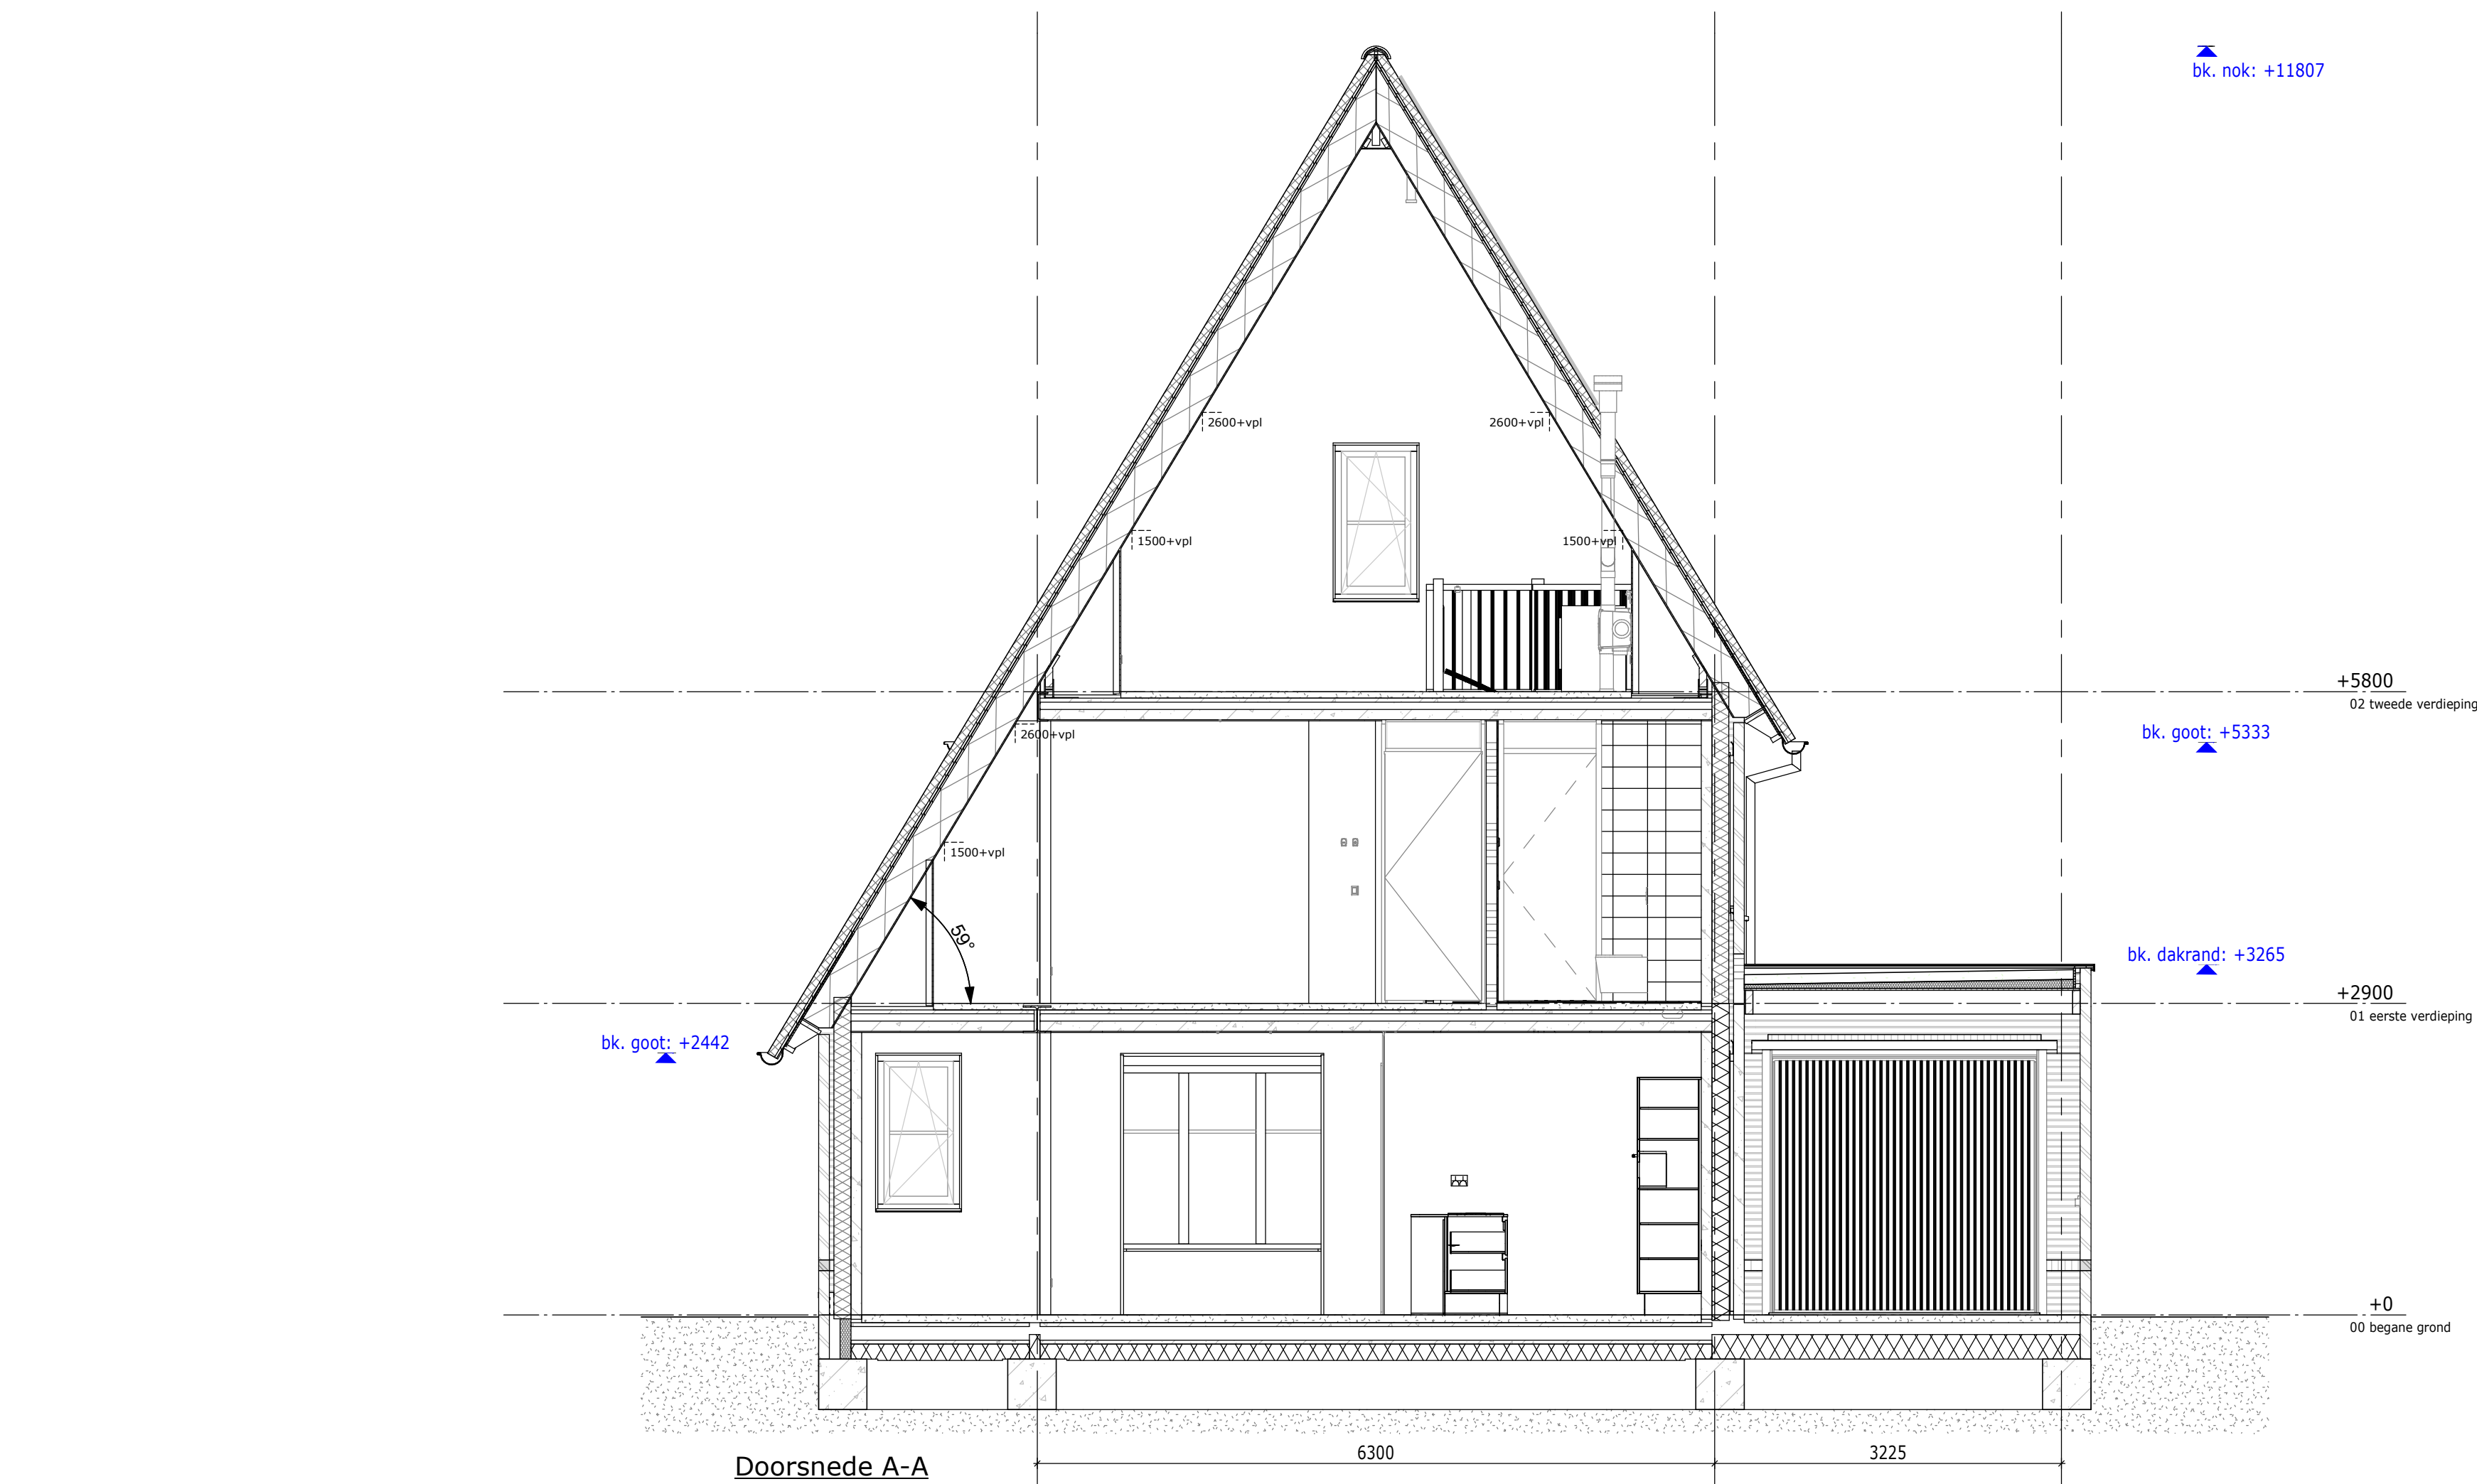 bk. nok: +11807
2600+vpl
2600+vpl
1500+vpl
1500+vpl
+5800
02 tweede verdieping
bk. goot: +5333
2600+vpl
1500+vpl
59°
bk. dakrand: +3265
+2900
01 eerste verdieping
bk. goot: +2442
+0
00 begane grond
6300
3225
Doorsnede A-A